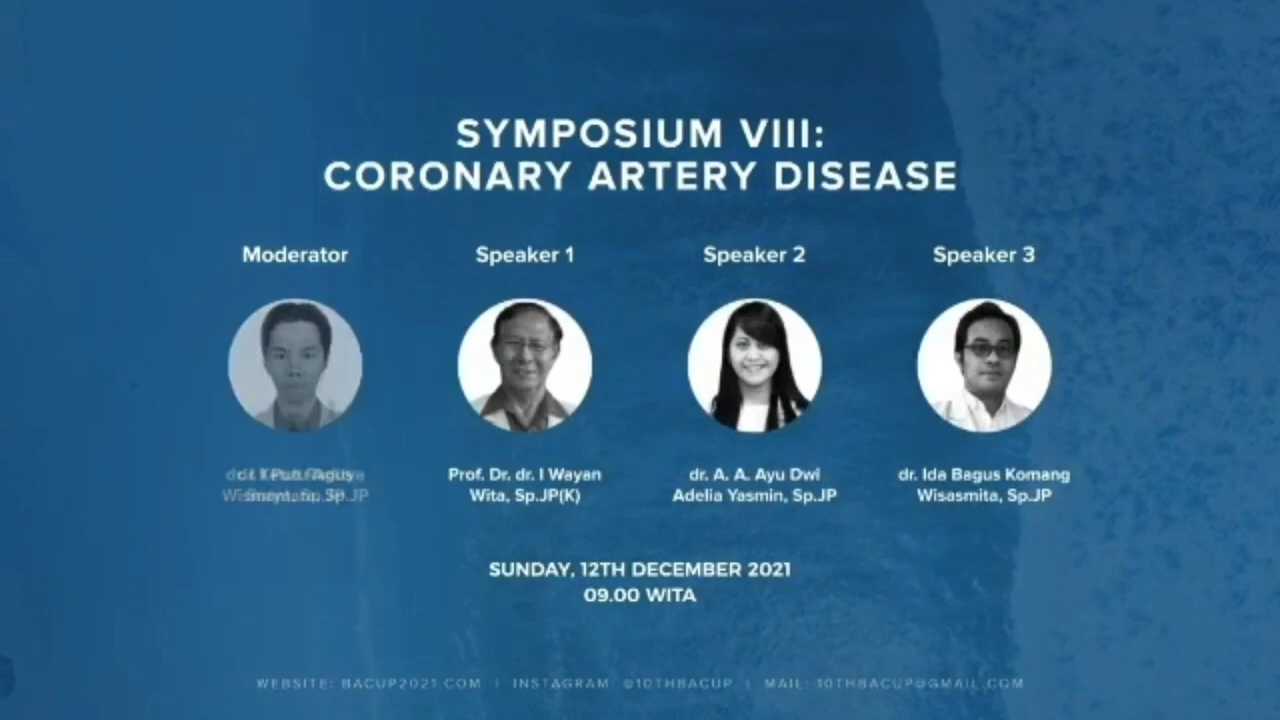 SYMPOSIUM VIII:
CORONARY ARTERY DISEASE
Moderator
Speaker 1
Speaker 2
Speaker 3
Prof. Dr. dr. I Wayan
Wita, Sp.JP(K)
dr. A. A. Ayu Dwi
Adelia Yasmin, Sp.JP
dr. Ida Bagus Komang
Wisasmita, Sp.JP
SUNDAY, 12TH DECEMBER 2021
09.00 WITA
WEBSITE: BACUP2021.COM | INSTAGRAM: @10THBACUP | MAIL: 10THBACUP@GMAIL.COM